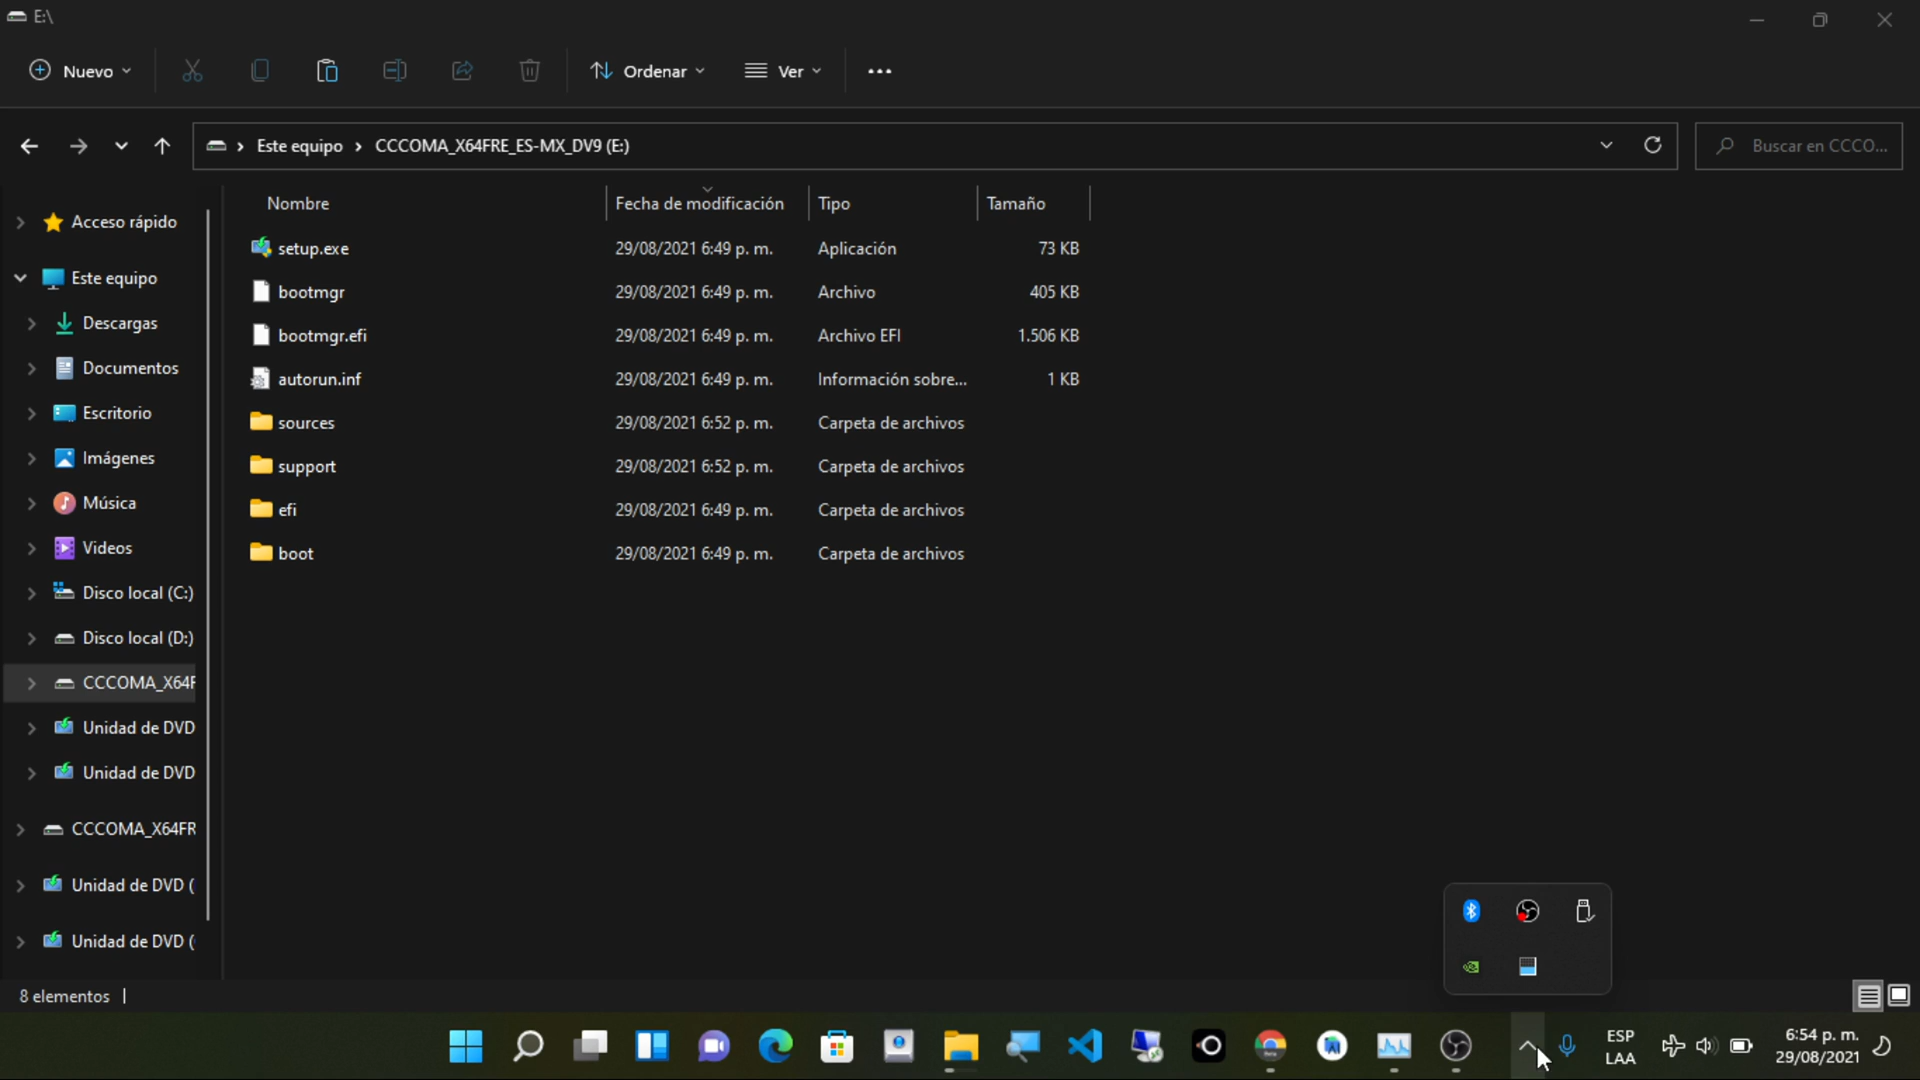 E:\
Nuevo
Ordenar
Ver
Este equipo > CCCOMA_X64FRE_ES-MX_DV9 (E:)
Buscar en CCCO...
Nombre Fecha de modificación Tipo Tamaño
setup.exe 29/08/2021 6:49 p. m. Aplicación 73 KB
bootmgr 29/08/2021 6:49 p. m. Archivo 405 KB
bootmgr.efi 29/08/2021 6:49 p. m. Archivo EFI 1.506 KB
autorun.inf 29/08/2021 6:49 p. m. Información sobre... 1 KB
sources 29/08/2021 6:52 p. m. Carpeta de archivos
support 29/08/2021 6:52 p. m. Carpeta de archivos
efi 29/08/2021 6:49 p. m. Carpeta de archivos
boot 29/08/2021 6:49 p. m. Carpeta de archivos
Acceso rápido
Este equipo
Descargas
Documentos
Escritorio
Imágenes
Música
Videos
Disco local (C:)
Disco local (D:)
CCCOMA_X64F
Unidad de DVD
Unidad de DVD
CCCOMA_X64FR
Unidad de DVD (
Unidad de DVD (
8 elementos
ESP
LAA
6:54 p. m.
29/08/2021